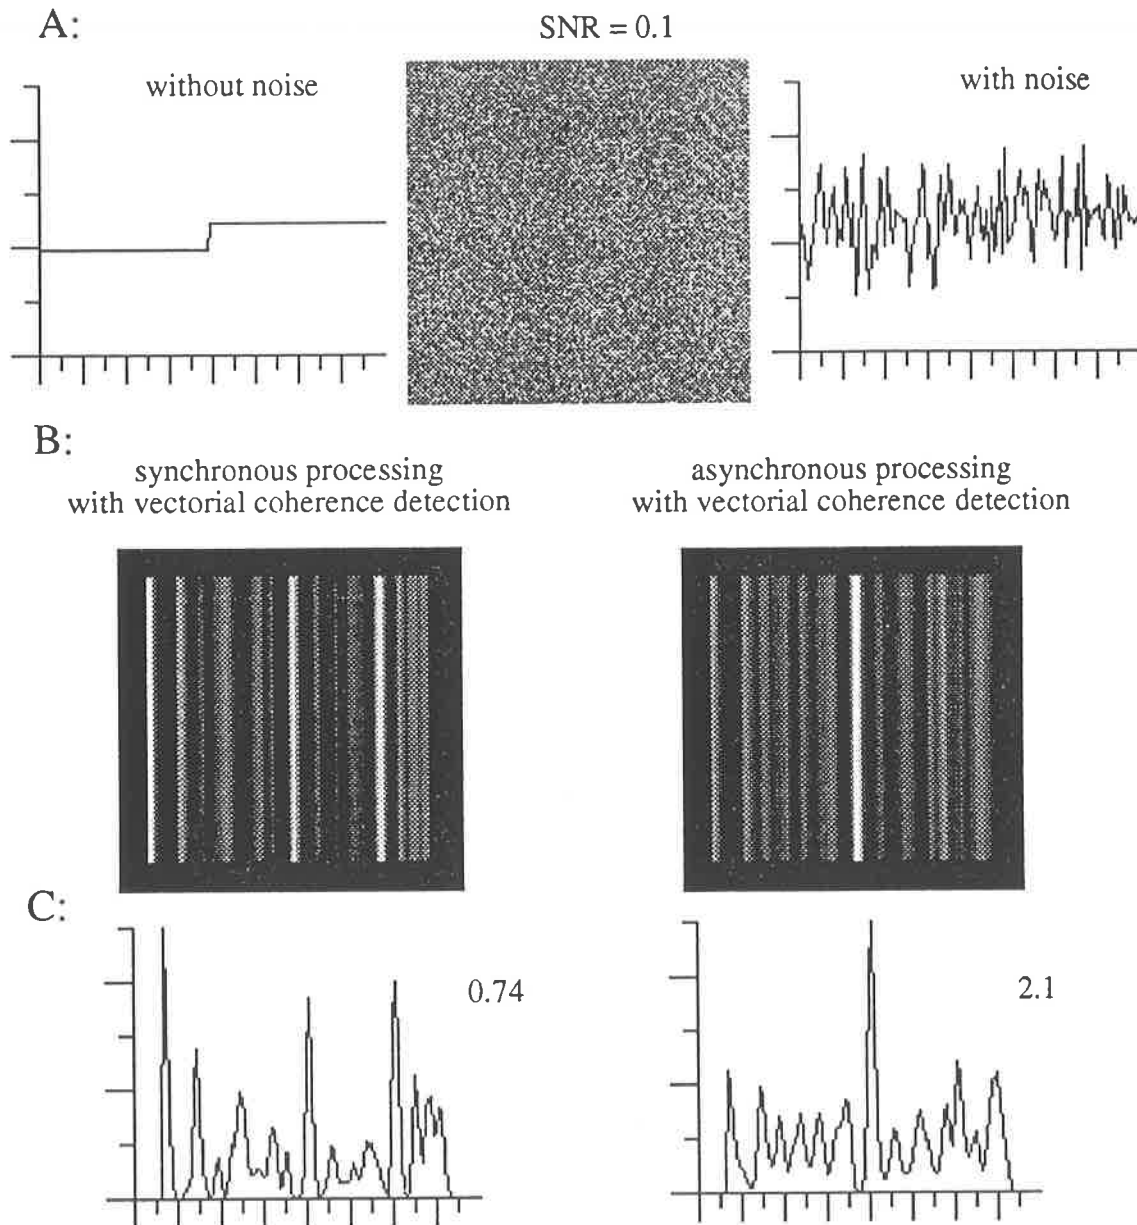 A:
SNR = 0.1
without noise
with noise
B:
synchronous processing
with vectorial coherence detection
asynchronous processing
with vectorial coherence detection
C:
0.74
2.1